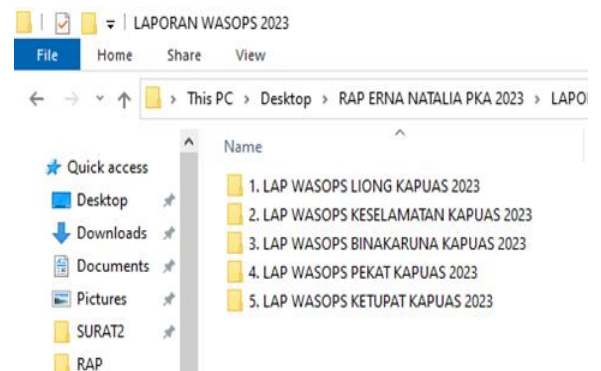 LAPORAN WASOPS 2023
File Home Share View
This PC > Desktop > RAP ERNA NATALIA PKA 2023 > LAPO
Name
Quick access
Desktop
Downloads
Documents
Pictures
SURAT2
RAP
1. LAP WASOPS LIONG KAPUAS 2023
2. LAP WASOPS KESELAMATAN KAPUAS 2023
3. LAP WASOPS BINAKARUNA KAPUAS 2023
4. LAP WASOPS PEKAT KAPUAS 2023
5. LAP WASOPS KETUPAT KAPUAS 2023